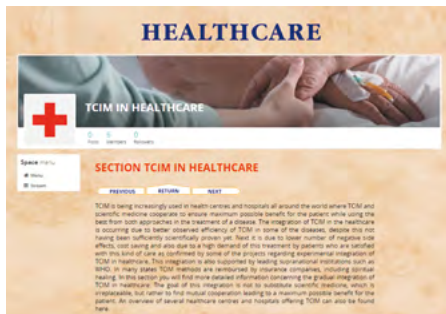 HEALTHCARE
TCIM IN HEALTHCARE
0 6 0
Posts Members Followers
Space menu
Menu
Stream
SECTION TCIM IN HEALTHCARE
PREVIOUS RETURN NEXT
TCIM is being increasingly used in health centres and hospitals all around the world where TCIM and
scientific medicine cooperate to ensure maximum possible benefit for the patient while using the
best from both approaches in the treatment of a disease. The integration of TCIM in the healthcare
is occurring due to better observed efficiency of TCIM in some of the diseases, despite this not
having been sufficiently scientifically proven yet. Next it is due to lower number of negative side
effects, cost saving and also due to a high demand of this treatment by patients who are satisfied
with this kind of care as confirmed by some of the projects regarding experimental integration of
TCIM in healthcare. This integration is also supported by leading supranational institutions such as
WHO. In many states TCIM methods are reimbursed by insurance companies, including spiritual
healing. In this section you will find more detailed information concerning the gradual integration of
TCIM in healthcare. The goal of this integration is not to substitute scientific medicine, which is
irreplaceable, but rather to find mutual cooperation leading to a maximum possible benefit for the
patient. An overview of several healthcare centres and hospitals offering TCIM can also be found
here.